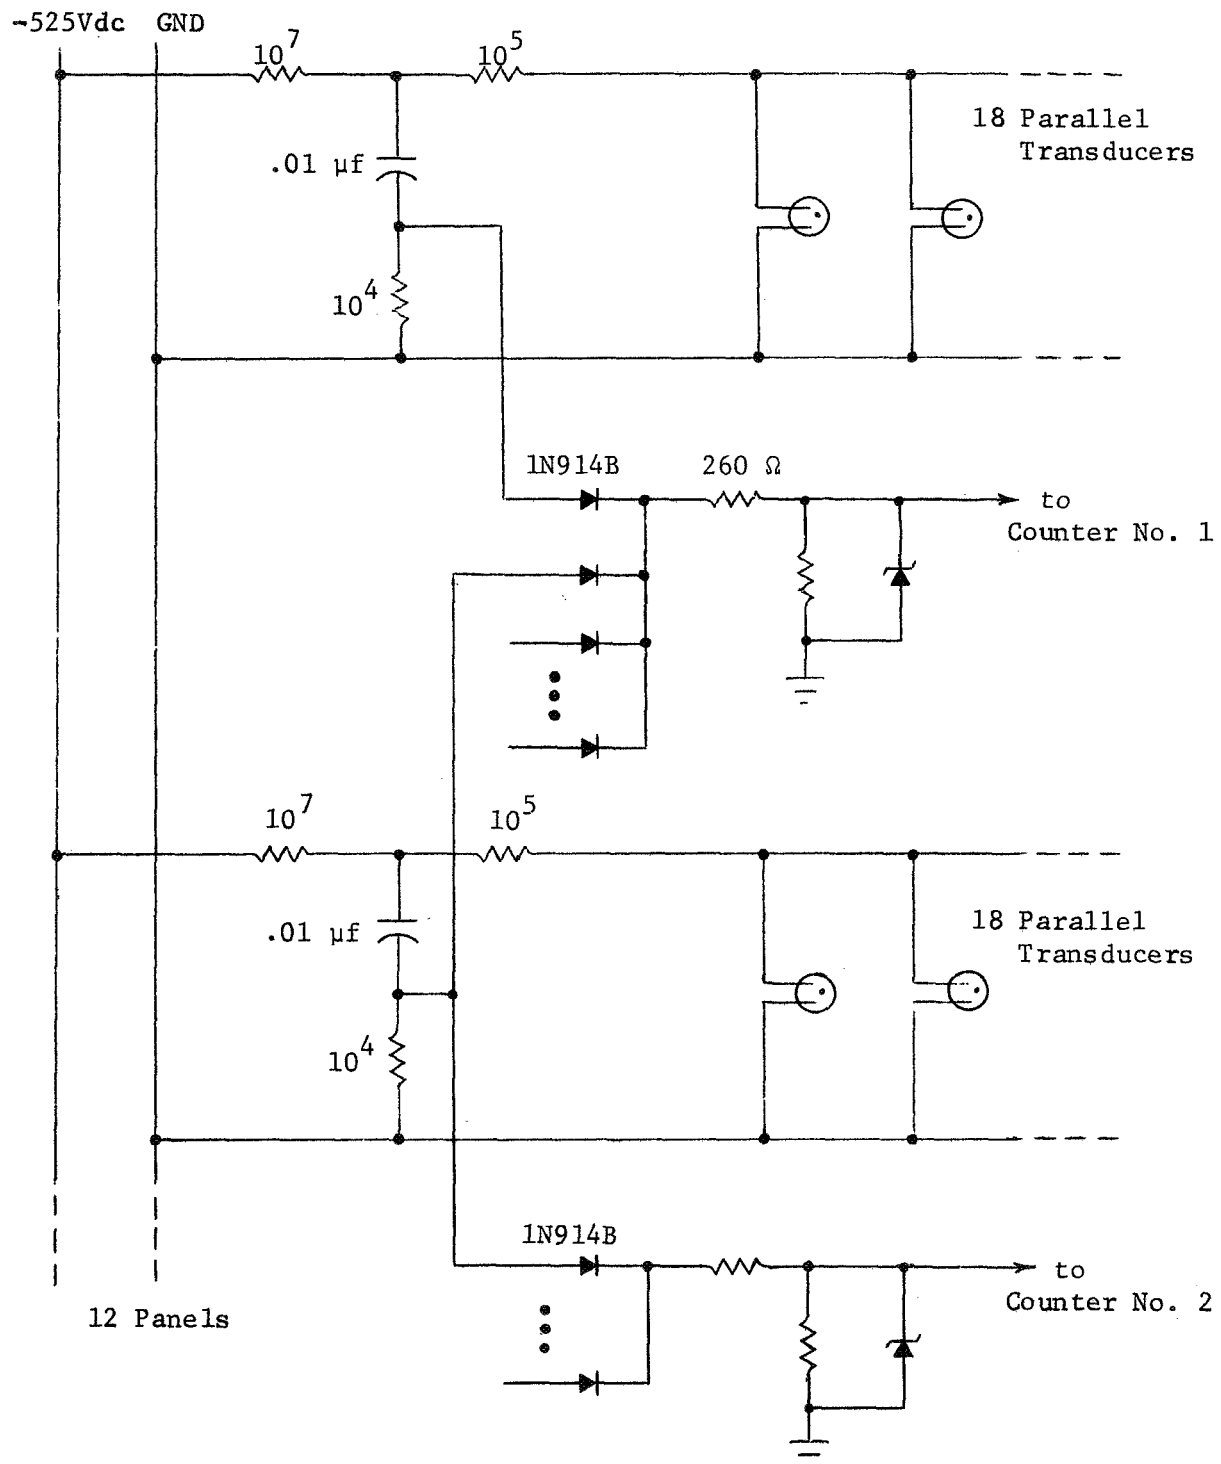 -525Vdc GND
10^7
10^5
18 Parallel
Transducers
.01 μf
10^4
1N914B
260 Ω
to
Counter No. 1
10^7
10^5
18 Parallel
Transducers
.01 μf
10^4
1N914B
to
Counter No. 2
12 Panels